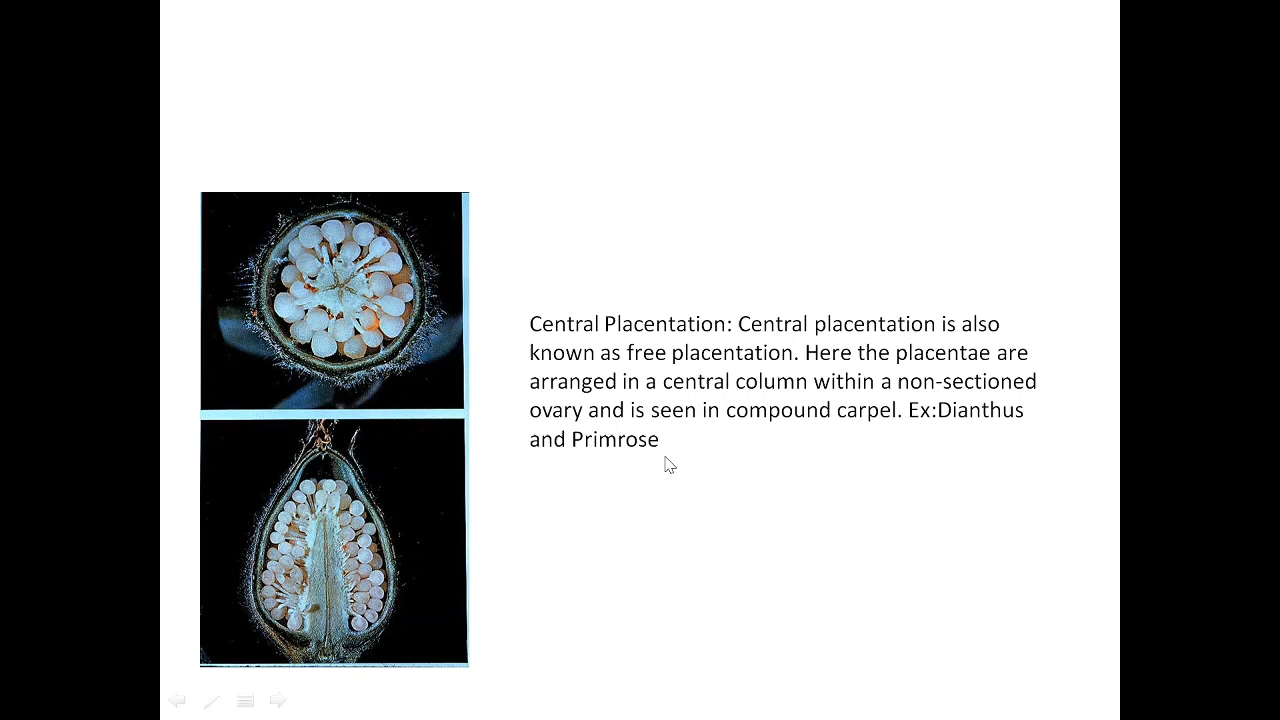 Central Placentation: Central placentation is also
known as free placentation. Here the placentae are
arranged in a central column within a non-sectioned
ovary and is seen in compound carpel. Ex:Dianthus
and Primrose